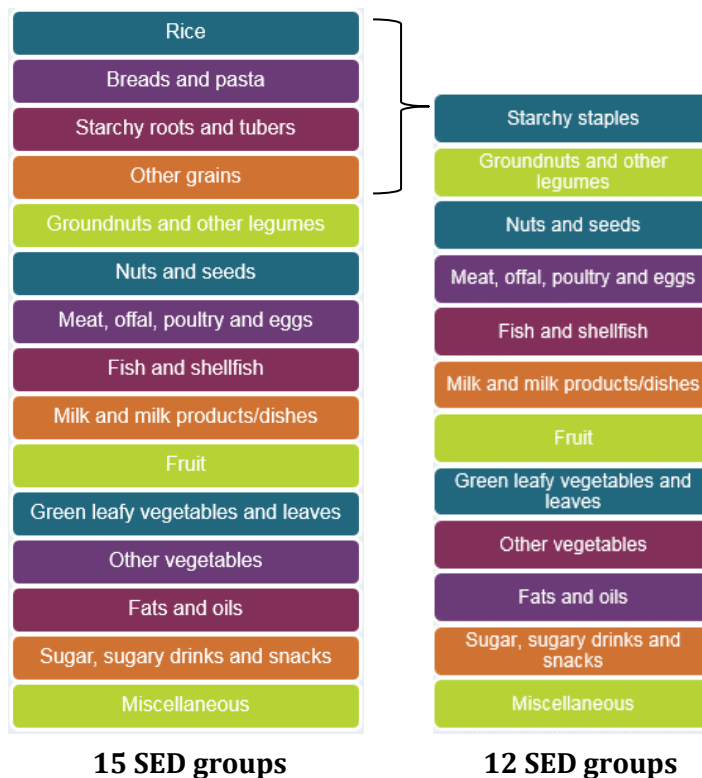 Rice
Breads and pasta
Starchy roots and tubers
Other grains
Groundnuts and other legumes
Nuts and seeds
Meat, offal, poultry and eggs
Fish and shellfish
Milk and milk products/dishes
Fruit
Green leafy vegetables and leaves
Other vegetables
Fats and oils
Sugar, sugary drinks and snacks
Miscellaneous
15 SED groups
Starchy staples
Groundnuts and other
legumes
Nuts and seeds
Meat, offal, poultry and eggs
Fish and shellfish
Milk and milk products/dishes
Fruit
Green leafy vegetables and
leaves
Other vegetables
Fats and oils
Sugar, sugary drinks and
snacks
Miscellaneous
12 SED groups